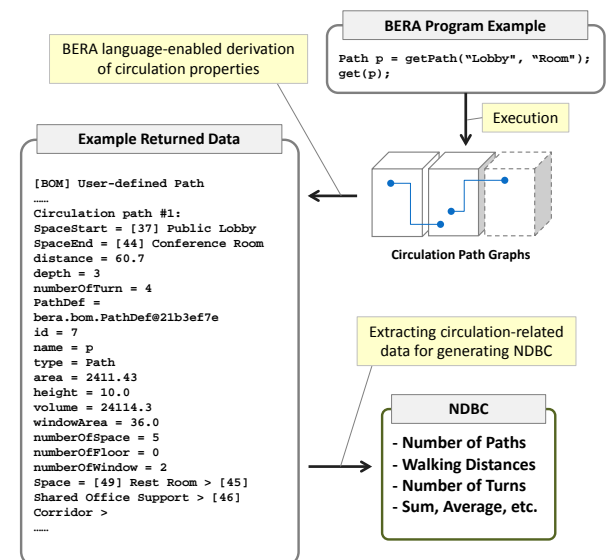 BERA Program Example
Path p = getPath(“Lobby", “Room");
get(p);
BERA language-enabled derivation
of circulation properties
Execution
Example Returned Data
[BOM] User-defined Path
……
Circulation path #1:
SpaceStart = [37] Public Lobby
SpaceEnd = [44] Conference Room
distance = 60.7
depth = 3
numberOfTurn = 4
PathDef =
bera.bom.PathDef@21b3ef7e
id = 7
name = p
type = Path
area = 2411.43
height = 10.0
volume = 24114.3
windowArea = 36.0
numberOfSpace = 5
numberOfFloor = 0
numberOfWindow = 2
Space = [49] Rest Room > [45]
Shared Office Support > [46]
Corridor >
……
Circulation Path Graphs
Extracting circulation-related
data for generating NDBC
NDBC
- Number of Paths
- Walking Distances
- Number of Turns
- Sum, Average, etc.